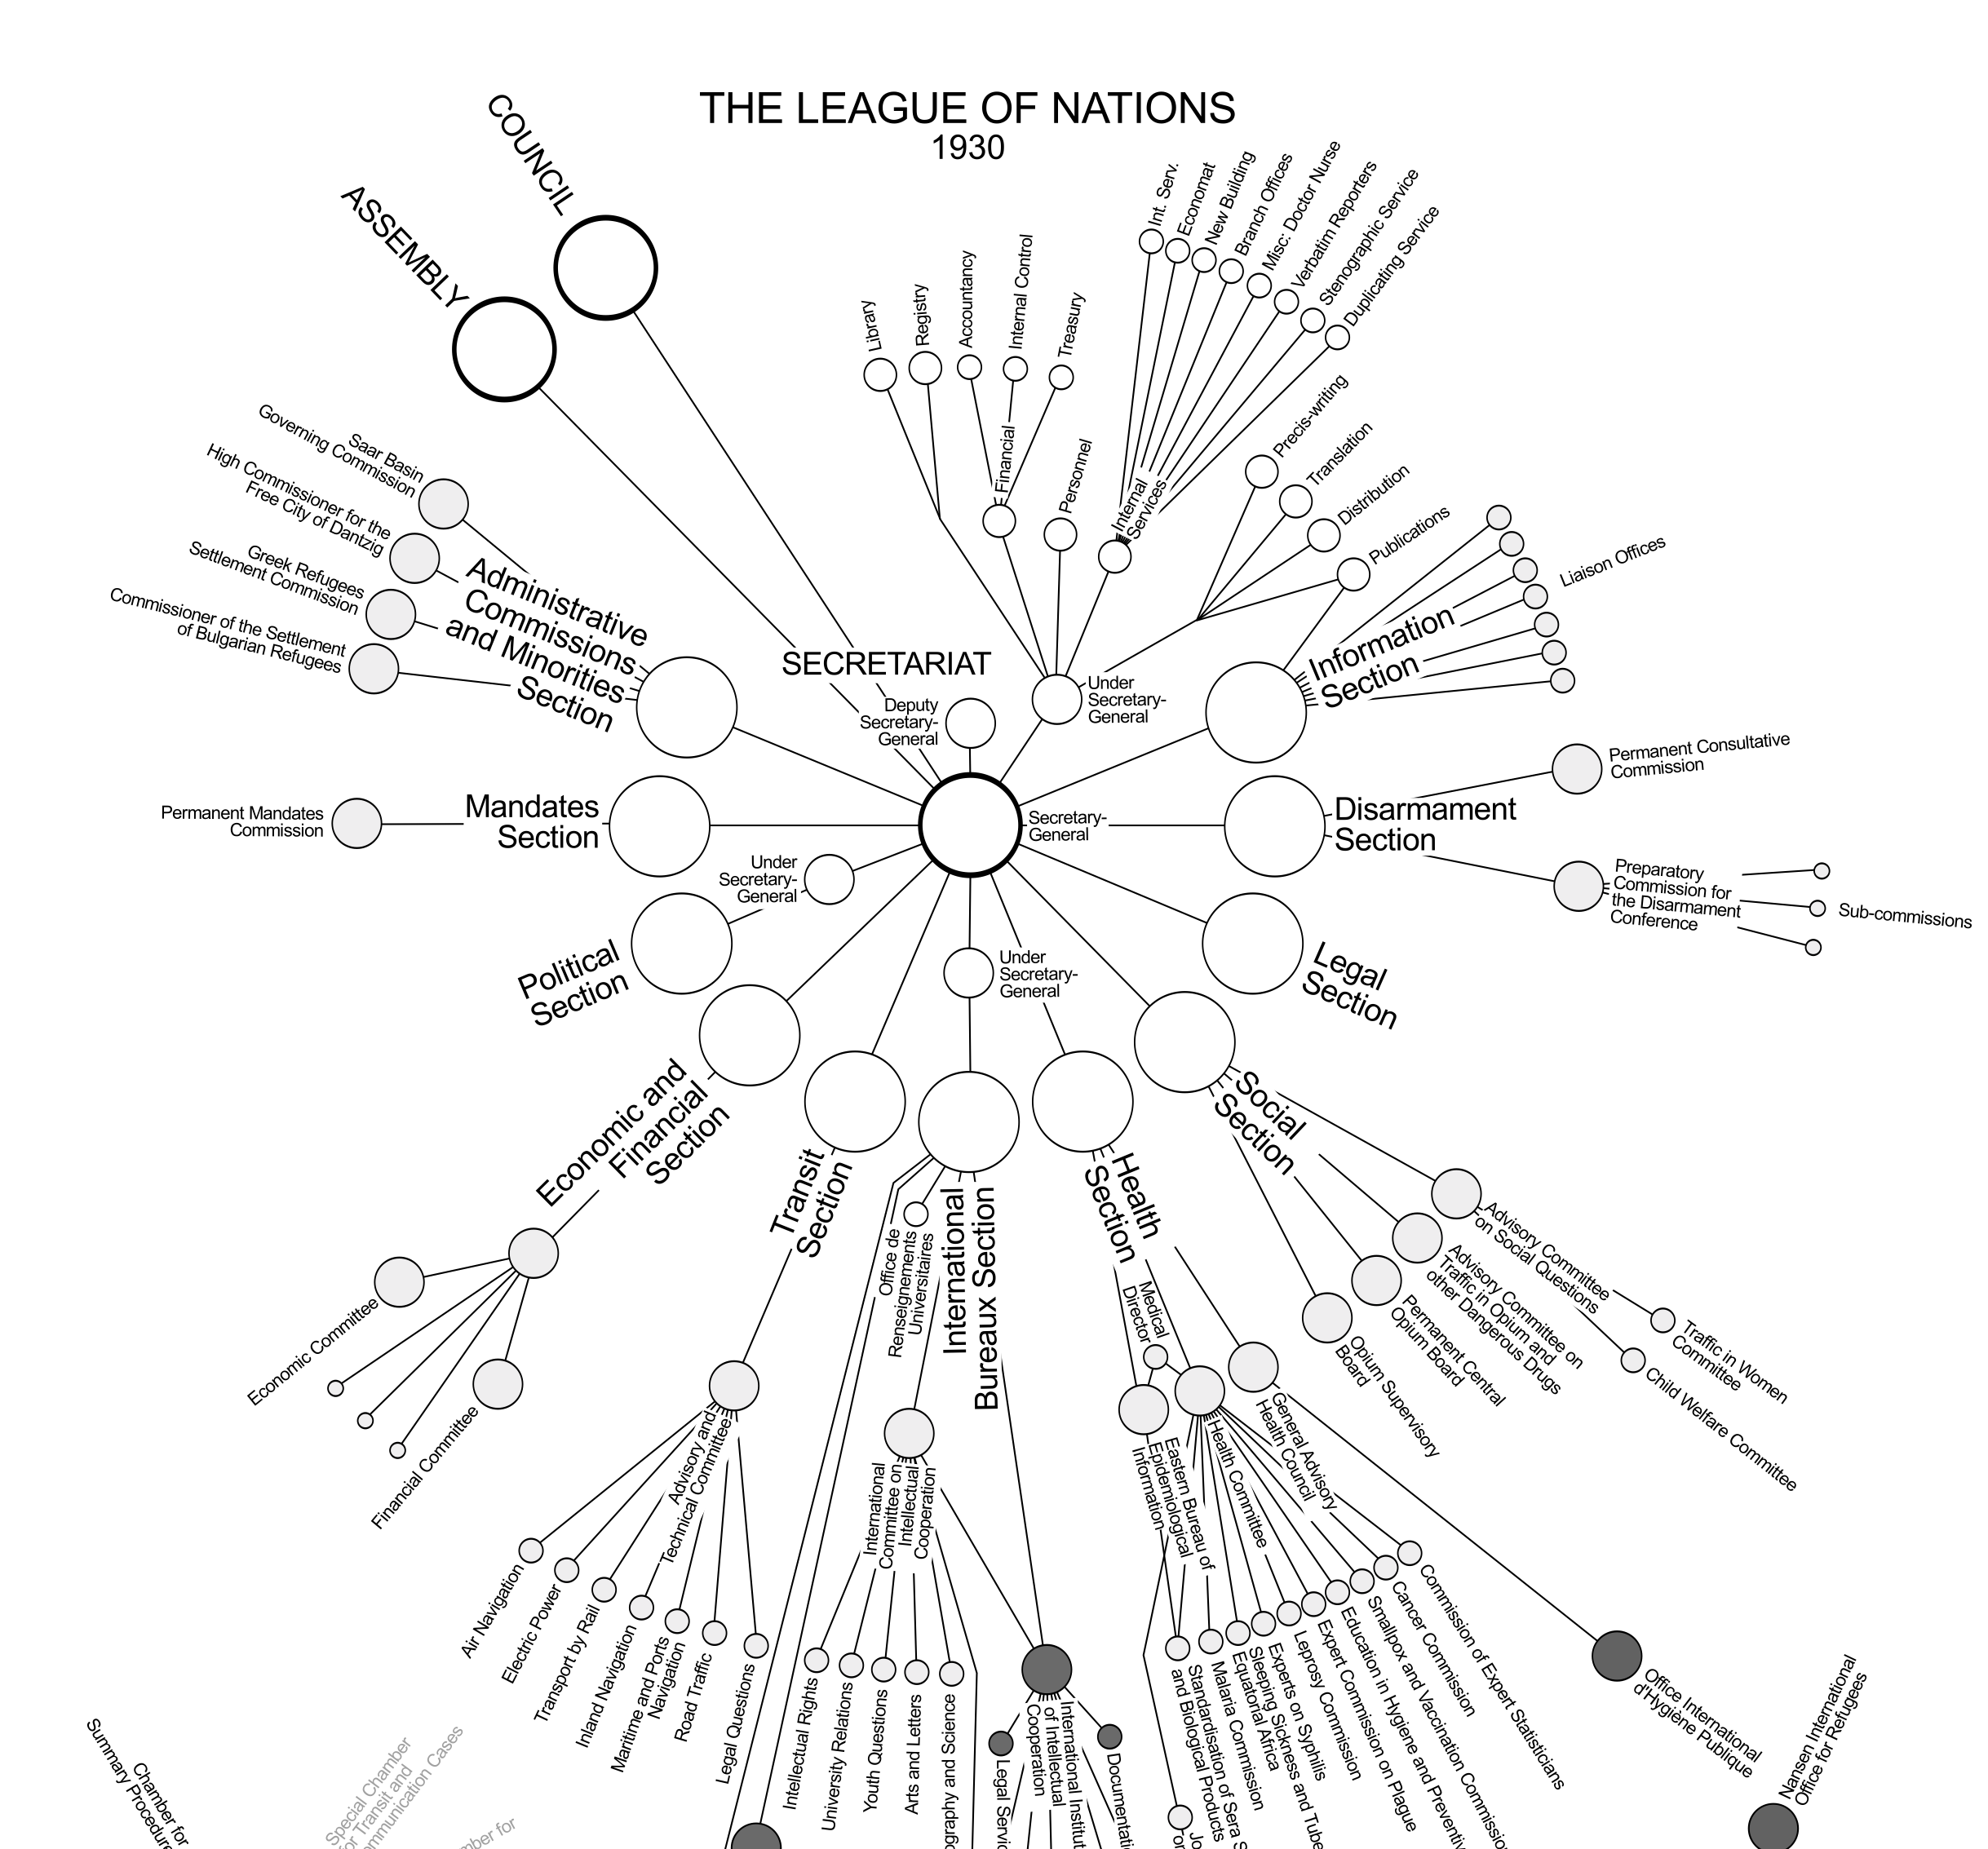 THE LEAGUE OF NATIONS
1930
COUNCIL
ASSEMBLY
SECRETARIAT
Library
Registry
Accountancy
Internal Control
Treasury
Financial
Personnel
Int. Serv.
Economat
New Building
Branch Offices
Misc: Doctor Nurse
Verbatim Reporters
Stenographic Service
Duplicating Service
Internal
Services
Precis-writing
Translation
Distribution
Publications
Liaison Offices
Information
Section
Saar Basin
Governing Commission
High Commissioner for the
Free City of Dantzig
Greek Refugees
Settlement Commission
Commissioner of the Settlement
of Bulgarian Refugees
Administrative
Commissions
and Minorities
Section
Deputy
Secretary-
General
Under
Secretary-
General
Permanent Consultative
Commission
Permanent Mandates
Commission
Mandates
Section
Secretary-
General
Disarmament
Section
Preparatory
Commission for
the Disarmament
Conference
Sub-commissions
Under
Secretary-
General
Political
Section
Under
Secretary-
General
Legal
Section
Economic and
Financial
Section
Economic Committee
Financial Committee
Transit
Section
Advisory and
Technical Committee
Air Navigation
Electric Power
Transport by Rail
Inland Navigation
Maritime and Ports
Navigation
Road Traffic
Legal Questions
Office de
Renseignements
Universitaires
International
Bureaux Section
International
Committee on
Intellectual
Cooperation
Intellectual Rights
University Relations
Youth Questions
Arts and Letters
ography and Science
International Institut
of Intellectual
Cooperation
Legal Servic
Documentati
Health
Section
Medical
Director
Eastern Bureau of
Epidemiological
Information
Health Committee
General Advisory
Health Council
Standardisation of Sera
and Biological Products
Malaria Commission
Sleeping Sickness and Tube
Equatorial Africa
Experts on Syphilis
Leprosy Commission
Expert Commission on Plague
Education in Hygiene and Preventiv
Smallpox and Vaccination Commissio
Cancer Commission
Commission of Expert Statisticians
Office International
d'Hygiène Publique
Social
Section
Advisory Committee
on Social Questions
Traffic in Women
Committee
Child Welfare Committee
Advisory Committee on
Traffic in Opium and
other Dangerous Drugs
Permanent Central
Opium Board
Opium Supervisory
Board
Nansen International
Office for Refugees
Chamber for
Summary Procedure
Special Chamber
for Transit and
ommunication Cases
mber for